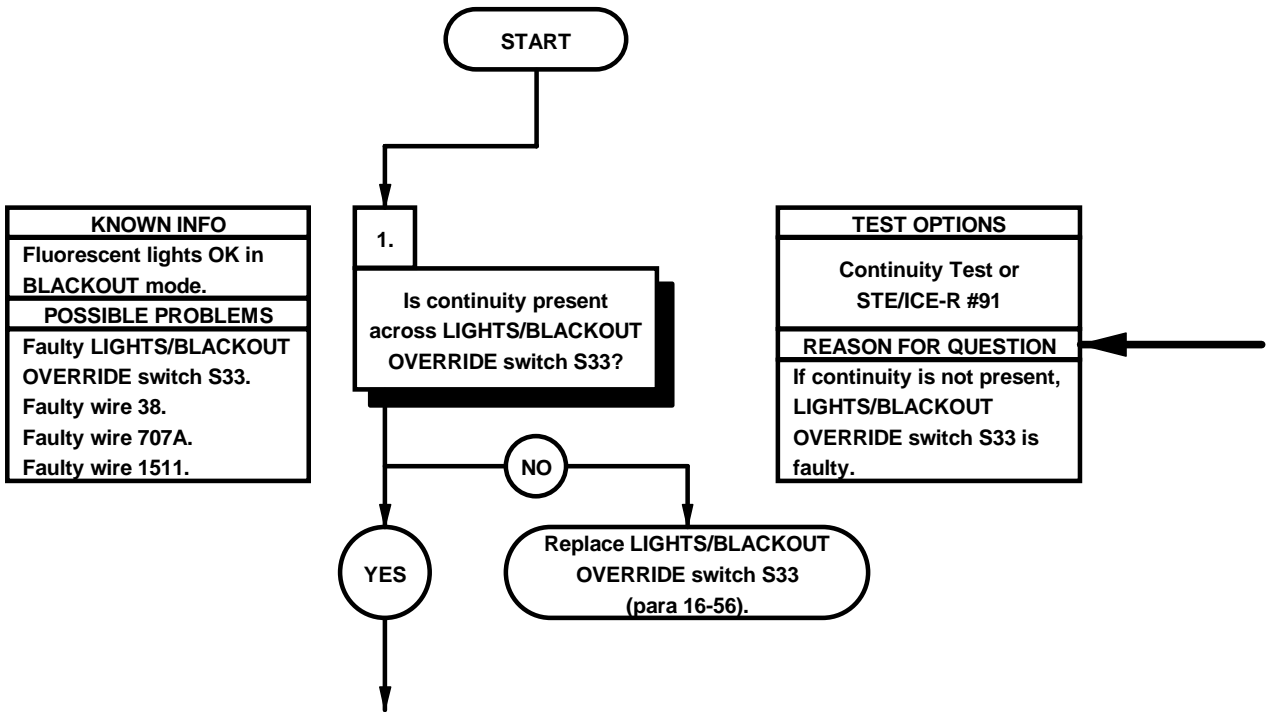 START
KNOWN INFO
Fluorescent lights OK in
BLACKOUT mode.
POSSIBLE PROBLEMS
Faulty LIGHTS/BLACKOUT
OVERRIDE switch S33.
Faulty wire 38.
Faulty wire 707A.
Faulty wire 1511.
1.
Is continuity present
across LIGHTS/BLACKOUT
OVERRIDE switch S33?
TEST OPTIONS
Continuity Test or
STE/ICE-R #91
REASON FOR QUESTION
If continuity is not present,
LIGHTS/BLACKOUT
OVERRIDE switch S33 is
faulty.
NO
YES
Replace LIGHTS/BLACKOUT
OVERRIDE switch S33
(para 16-56).